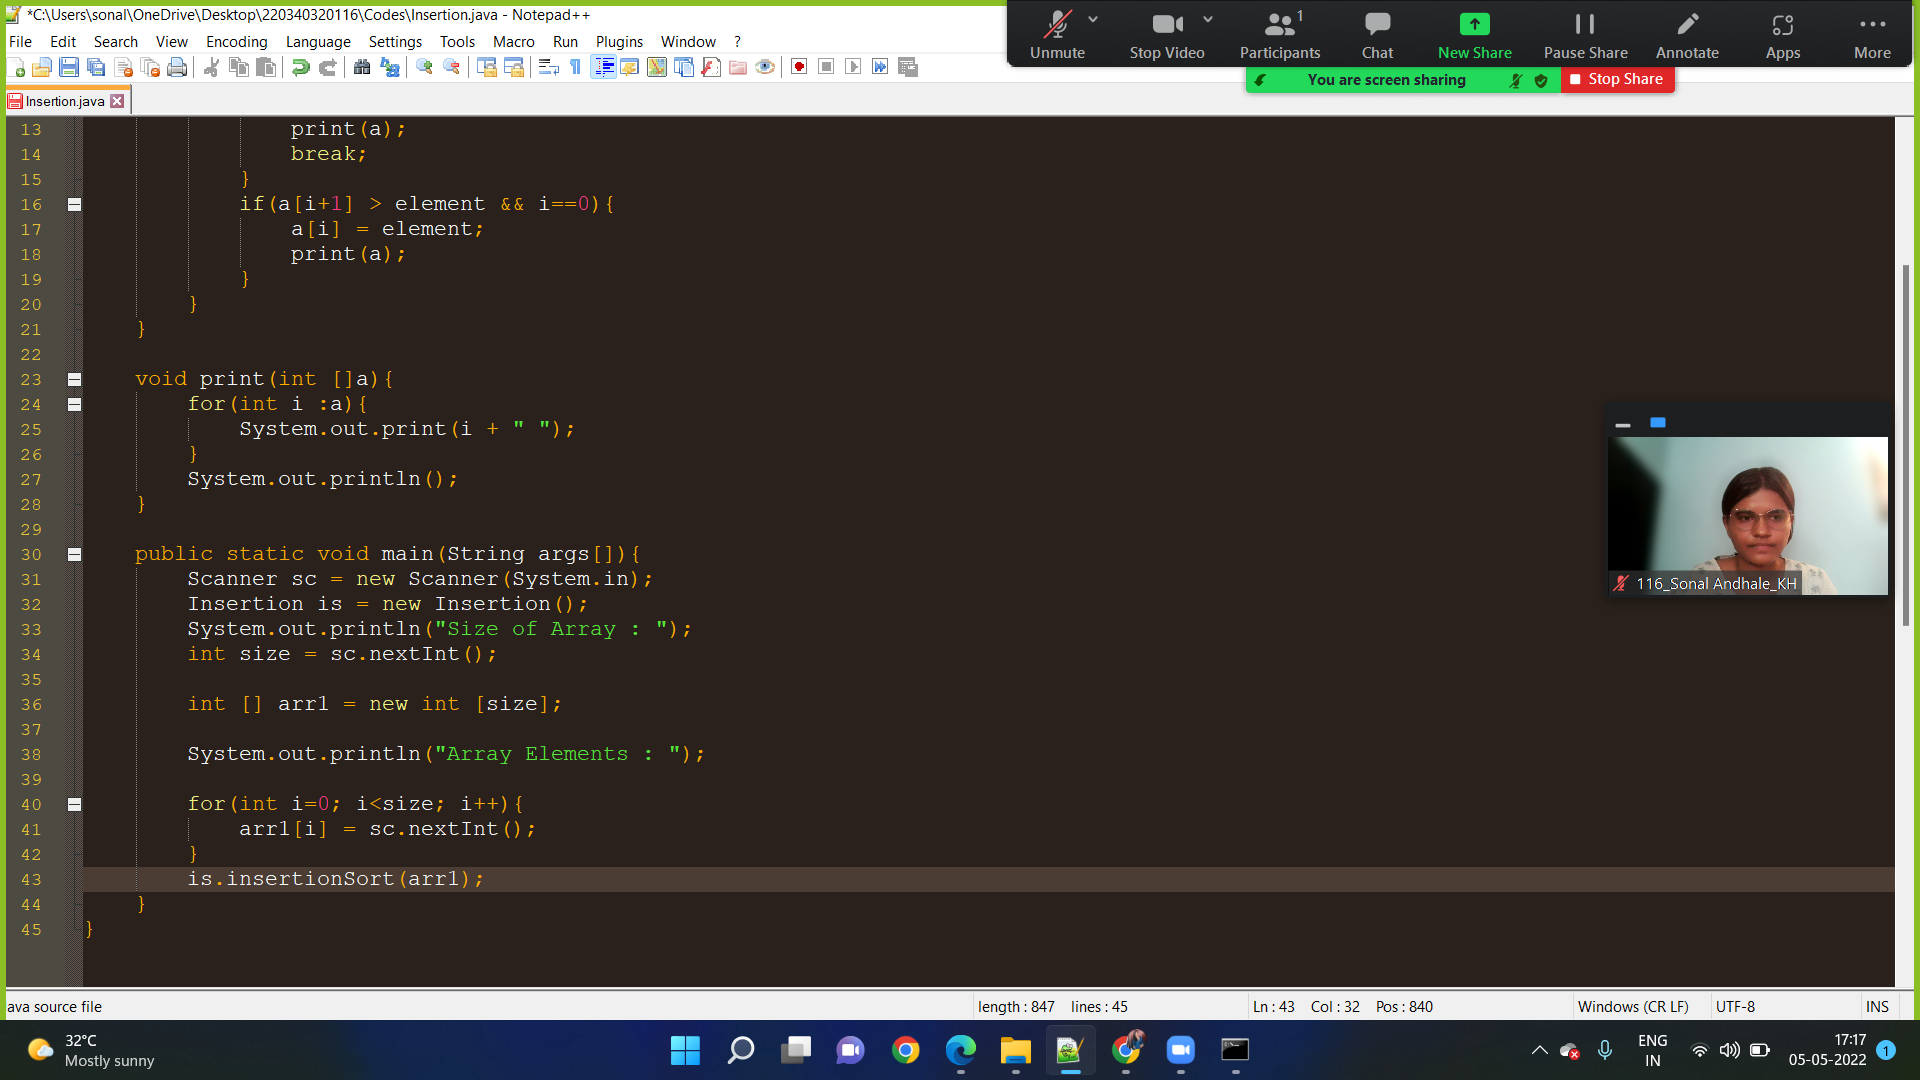 *C:\Users\sonal\OneDrive\Desktop\220340320116\Codes\Insertion.java - Notepad++
File Edit Search View Encoding Language Settings Tools Macro Run Plugins Window ?
Unmute Stop Video Participants 1 Chat New Share Pause Share Annotate Apps More
You are screen sharing Stop Share
Insertion.java
13 print(a);
14 break;
15 }
16 if(a[i+1] > element && i==0){
17 a[i] = element;
18 print(a);
19 }
20 }
21 }
22
23 void print(int []a){
24 for(int i :a){
25 System.out.print(i + " ");
26 }
27 System.out.println();
28 }
29
30 public static void main(String args[]){
31 Scanner sc = new Scanner(System.in);
32 Insertion is = new Insertion();
33 System.out.println("Size of Array : ");
34 int size = sc.nextInt();
35
36 int [] arr1 = new int [size];
37
38 System.out.println("Array Elements : ");
39
40 for(int i=0; i<size; i++){
41 arr1[i] = sc.nextInt();
42 }
43 is.insertionSort(arr1);
44 }
45 }
116_Sonal Andhale_KH
ava source file length : 847 lines : 45 Ln : 43 Col : 32 Pos : 840 Windows (CR LF) UTF-8 INS
32°C
Mostly sunny
ENG
IN
17:17
05-05-2022
1